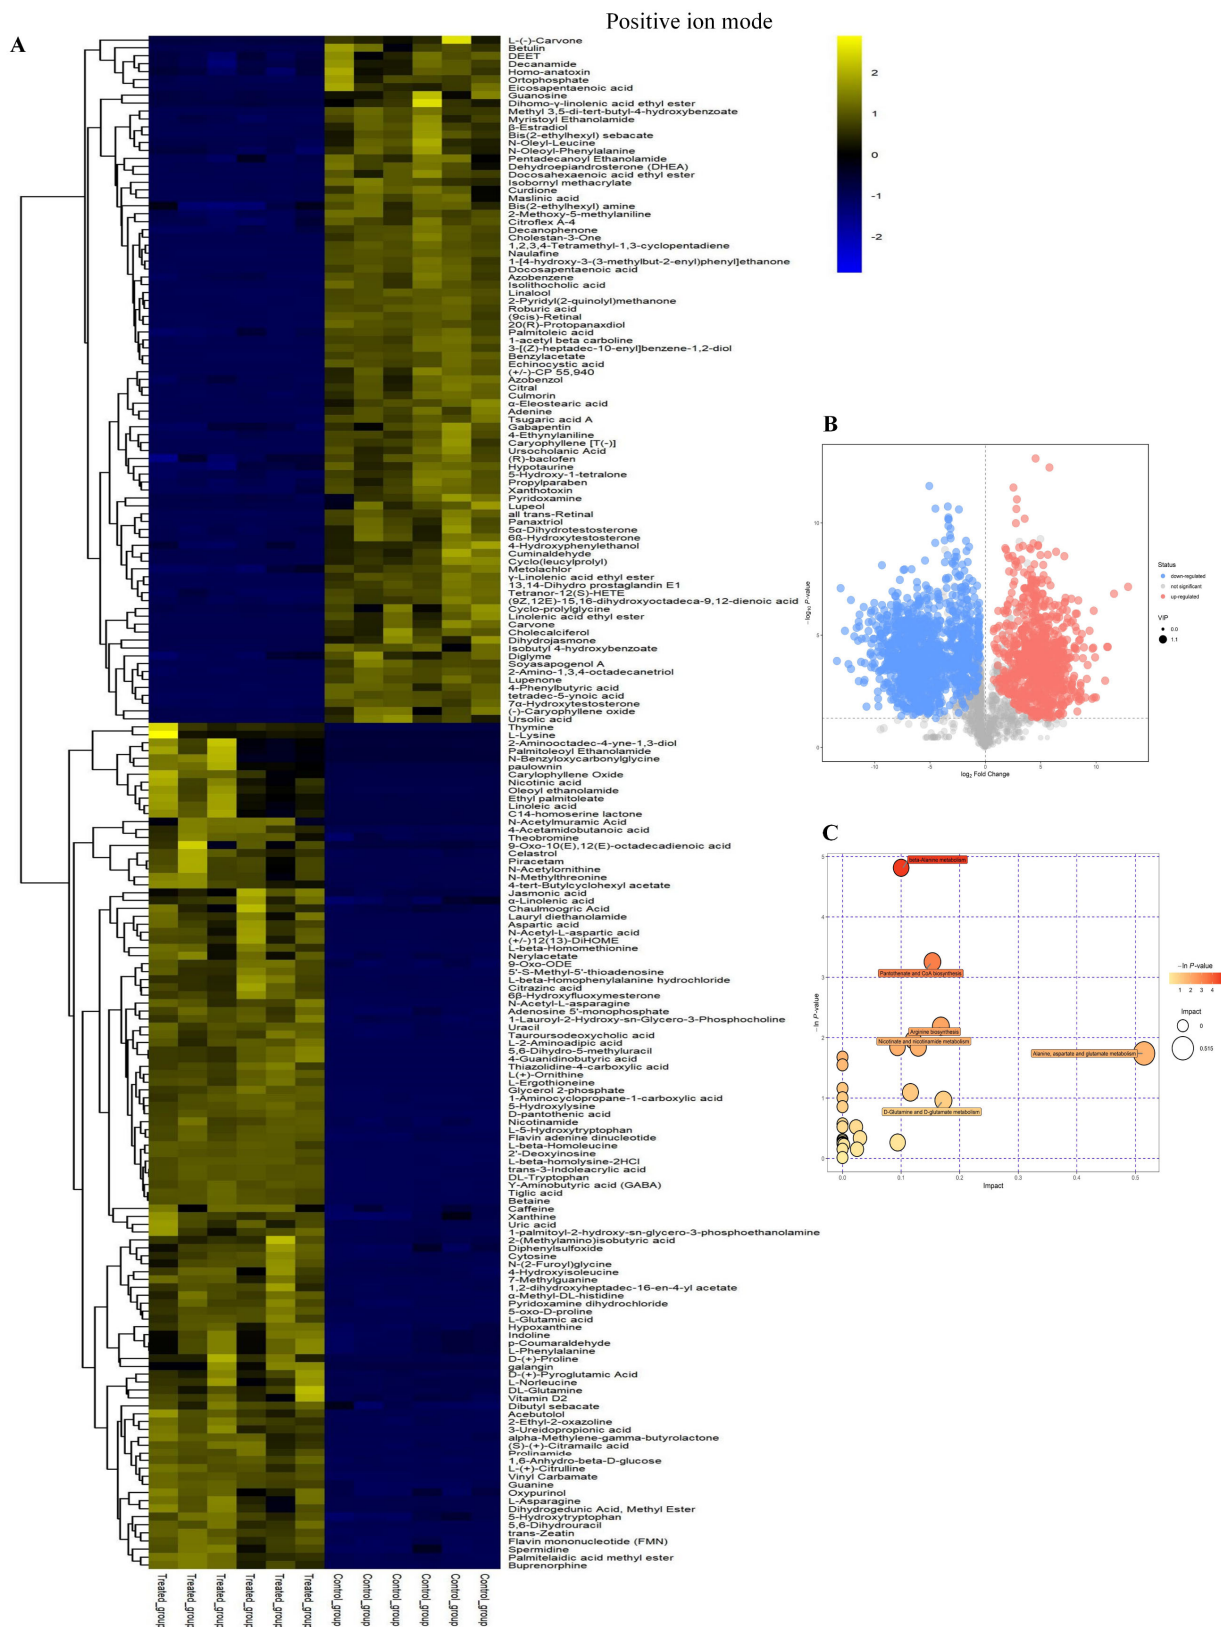 Positive ion mode
A
L-(-)-Carvone
Betulin
DEET
Decanamide
Homo-anatoxin
Ortophosphate
Eicosapentaenoic acid
Guanosine
Dihomo-γ-linolenic acid ethyl ester
Methyl 3,5-di-tert-butyl-4-hydroxybenzoate
Myristoyl Ethanolamide
β-Estradiol
Bis(2-ethylhexyl) sebacate
N-Oleyl-Leucine
N-Oleoyl-Phenylalanine
Pentadecanoyl Ethanolamide
Dehydroepiandrosterone (DHEA)
Docosahexaenoic acid ethyl ester
Isobornyl methacrylate
Curdione
Maslinic acid
Bis(2-ethylhexyl) amine
2-Methoxy-5-methylaniline
Citroflex A-4
Decanophenone
Cholestan-3-One
1,2,3,4-Tetramethyl-1,3-cyclopentadiene
Naulafine
1-[4-hydroxy-3-(3-methylbut-2-enyl)phenyl]ethanone
Docosapentaenoic acid
Azobenzene
Isolithocholic acid
Linalool
2-Pyridyl(2-quinolyl)methanone
Roburic acid
(9cis)-Retinal
20(R)-Protopanaxdiol
Palmitoleic acid
1-acetyl beta carboline
3-[(Z)-heptadec-10-enyl]benzene-1,2-diol
Benzylacetate
Echinocystic acid
(+/-)-CP 55,940
Azobenzol
Citral
Culmorin
α-Eleostearic acid
Adenine
Tsugaric acid A
Gabapentin
4-Ethynylaniline
Caryophyllene [T(-)]
Ursocholanic Acid
(R)-baclofen
Hypotaurine
5-Hydroxy-1-tetralone
Propylparaben
Xanthotoxin
Pyridoxamine
Lupeol
all trans-Retinal
Panaxtriol
5α-Dihydrotestosterone
6ß-Hydroxytestosterone
4-Hydroxyphenylethanol
Cuminaldehyde
Cyclo(leucylprolyl)
Metolachlor
γ-Linolenic acid ethyl ester
13,14-Dihydro prostaglandin E1
Tetranor-12(S)-HETE
(9Z,12E)-15,16-dihydroxyoctadeca-9,12-dienoic acid
Cyclo-prolylglycine
Linolenic acid ethyl ester
Carvone
Cholecalciferol
Dihydrojasmone
Isobutyl 4-hydroxybenzoate
Diglyme
Soyasapogenol A
2-Amino-1,3,4-octadecanetriol
Lupenone
4-Phenylbutyric acid
tetradec-5-ynoic acid
7α-Hydroxytestosterone
(-)-Caryophyllene oxide
Ursolic acid
Thymine
L-Lysine
2-Aminooctadec-4-yne-1,3-diol
Palmitoleoyl Ethanolamide
N-Benzyloxycarbonylglycine
paulownin
Carylophyllene Oxide
Nicotinic acid
Oleoyl ethanolamide
Ethyl palmitoleate
Linoleic acid
C14-homoserine lactone
N-Acetylmuramic Acid
4-Acetamidobutanoic acid
Theobromine
9-Oxo-10(E),12(E)-octadecadienoic acid
Celastrol
Piracetam
N-Acetylornithine
N-Methylthreonine
4-tert-Butylcyclohexyl acetate
Jasmonic acid
α-Linolenic acid
Chaulmoogric Acid
Lauryl diethanolamide
Aspartic acid
N-Acetyl-L-aspartic acid
(+/-)12(13)-DiHOME
L-beta-Homomethionine
Nerylacetate
9-Oxo-ODE
5'-S-Methyl-5'-thioadenosine
L-beta-Homophenylalanine hydrochloride
Citrazinc acid
6β-Hydroxyfluoxymesterone
N-Acetyl-L-asparagine
Adenosine 5'-monophosphate
1-Lauroyl-2-Hydroxy-sn-Glycero-3-Phosphocholine
Uracil
Tauroursodeoxycholic acid
L-2-Aminoadipic acid
5,6-Dihydro-5-methyluracil
4-Guanidinobutyric acid
Thiazolidine-4-carboxylic acid
L(+)-Ornithine
L-Ergothioneine
Glycerol 2-phosphate
1-Aminocyclopropane-1-carboxylic acid
5-Hydroxylysine
D-pantothenic acid
Nicotinamide
L-5-Hydroxytryptophan
Flavin adenine dinucleotide
L-beta-Homoleucine
2'-Deoxyinosine
L-beta-homolysine-2HCl
trans-3-Indoleacrylic acid
DL-Tryptophan
Y-Aminobutyric acid (GABA)
Tiglic acid
Betaine
Caffeine
Xanthine
Uric acid
1-palmitoyl-2-hydroxy-sn-glycero-3-phosphoethanolamine
2-(Methylamino)isobutyric acid
Diphenylsulfoxide
Cytosine
N-(2-Furoyl)glycine
4-Hydroxyisoleucine
7-Methylguanine
1,2-dihydroxyheptadec-16-en-4-yl acetate
α-Methyl-DL-histidine
Pyridoxamine dihydrochloride
5-oxo-D-proline
L-Glutamic acid
Hypoxanthine
Indoline
p-Coumaraldehyde
L-Phenylalanine
D-(+)-Proline
galangin
D-(+)-Pyroglutamic Acid
L-Norleucine
DL-Glutamine
Vitamin D2
Dibutyl sebacate
Acebutolol
2-Ethyl-2-oxazoline
3-Ureidopropionic acid
alpha-Methylene-gamma-butyrolactone
(S)-(+)-Citramailc acid
Prolinamide
1,6-Anhydro-beta-D-glucose
L-(+)-Citrulline
Vinyl Carbamate
Guanine
Oxypurinol
L-Asparagine
Dihydrogedunic Acid, Methyl Ester
5-Hydroxytryptophan
5,6-Dihydrouracil
trans-Zeatin
Flavin mononucleotide (FMN)
Spermidine
Palmitelaidic acid methyl ester
Buprenorphine
Treated_group
Treated_group
Treated_group
Treated_group
Treated_group
Treated_group
Control_group
Control_group
Control_group
Control_group
Control_group
Control_group
2
1
0
-1
-2
B
−log₁₀ P-value
10
5
0
-10
-5
0
5
10
log₂ Fold Change
Status
down-regulated
not significant
up-regulated
VIP
0.0
1.1
C
−ln P-value
5
4
3
2
1
0
beta-Alanine metabolism
Pantothenate and CoA biosynthesis
Arginine biosynthesis
Nicotinate and nicotinamide metabolism
Alanine, aspartate and glutamate metabolism
D-Glutamine and D-glutamate metabolism
0.0
0.1
0.2
0.3
0.4
0.5
Impact
−ln P-value
1 2 3 4
Impact
0
0.515